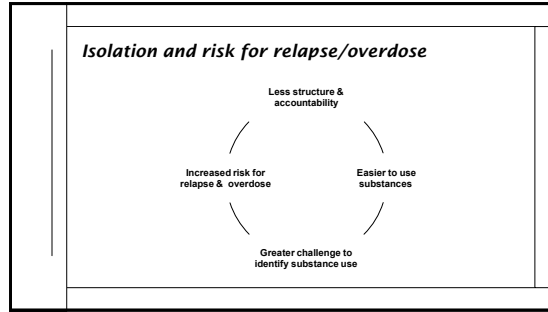 Isolation and risk for relapse/overdose
Less structure &
accountability
Easier to use
substances
Greater challenge to
identify substance use
Increased risk for
relapse & overdose